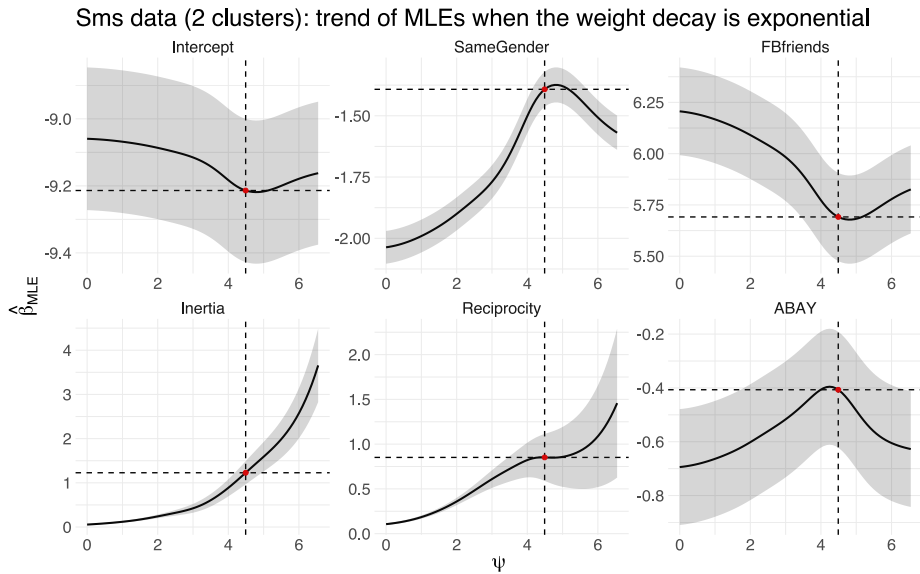 Sms data (2 clusters): trend of MLEs when the weight decay is exponential
Intercept SameGender FBfriends
-9.0
-9.2
-9.4
0 2 4 6
-1.50
-1.75
-2.00
0 2 4 6
6.25
6.00
5.75
5.50
0 2 4 6
β̂MLE
Inertia Reciprocity ABAY
4
3
2
1
0
0 2 4 6
2.0
1.5
1.0
0.5
0.0
0 2 4 6
-0.2
-0.4
-0.6
-0.8
0 2 4 6
ψ